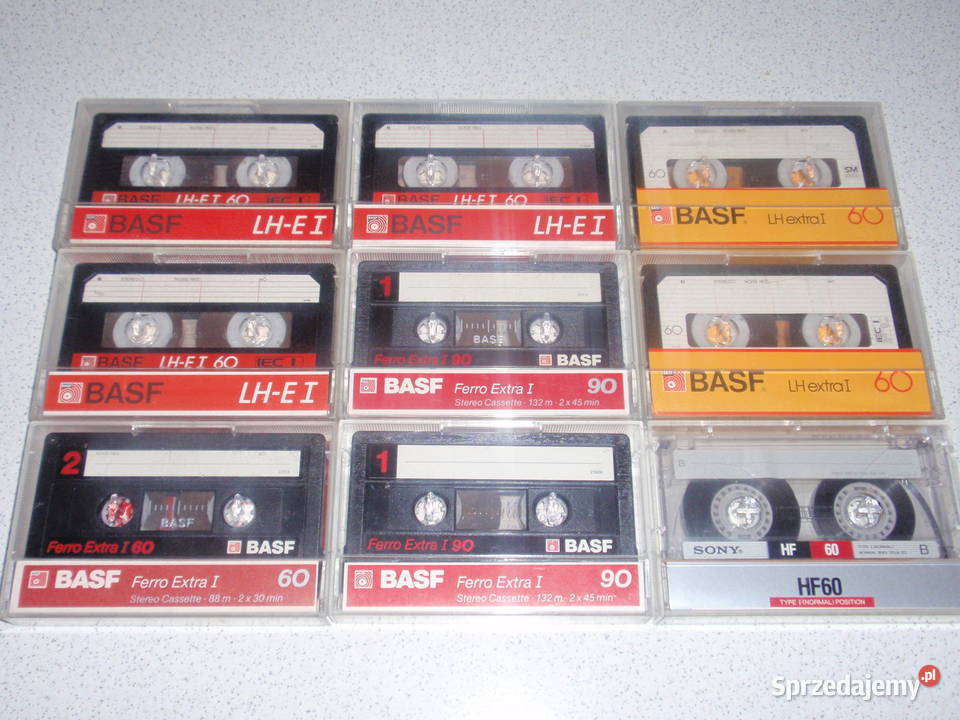 BASF LH-E I 60 IEC I
BASF LH-E I
BASF LH-E I 60
BASF LH-E I
60 SM
BASF LH extra I 60
BASF LH-E I 60 IEC I
BASF LH-E I
1
BASF
Ferro Extra I 90 BASF
BASF Ferro Extra I 90
Stereo Cassette · 132 m · 2 x 45 min
60 IEC I
BASF LH extra I 60
2
BASF
Ferro Extra I 60 BASF
BASF Ferro Extra I 60
Stereo Cassette · 88 m · 2 x 30 min
1
Ferro Extra I 90 BASF
BASF Ferro Extra I 90
Stereo Cassette · 132 m · 2 x 45 min
B
SONY HF 60 B
HF60
TYPE I (NORMAL) POSITION
Sprzedajemy.pl